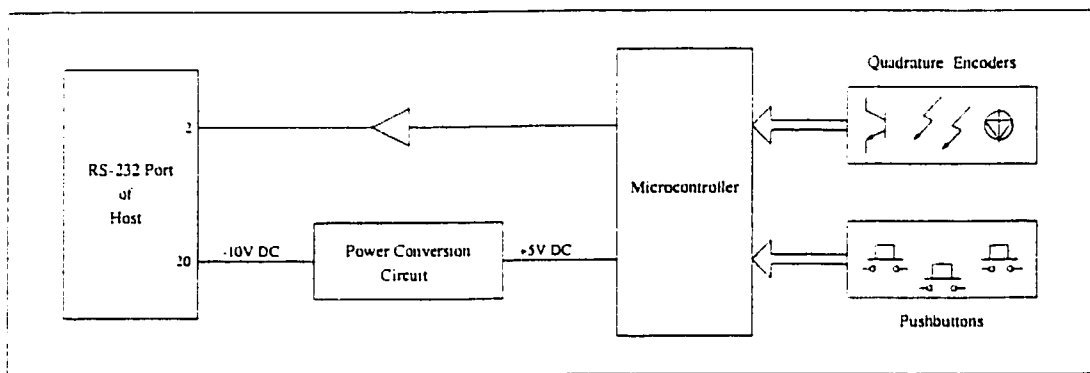 Quadrature Encoders
2
RS-232 Port
of
Host
Microcontroller
20
-10V DC
Power Conversion
Circuit
+5V DC
Pushbuttons